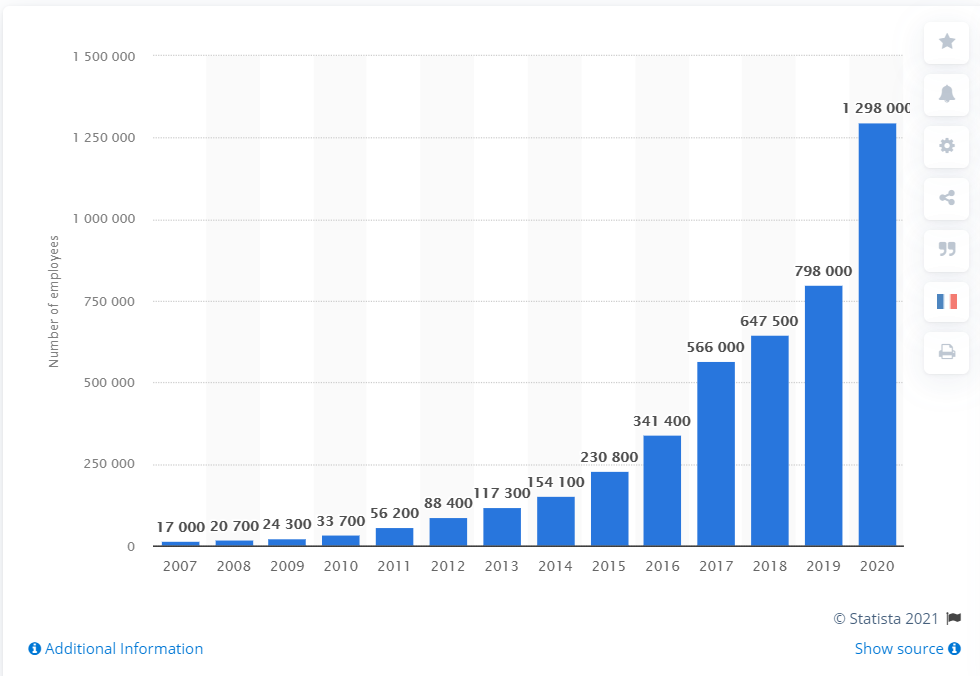 1 500 000
1 250 000
1 000 000
750 000
500 000
250 000
0
Number of employees
17 000 20 700 24 300 33 700 56 200 88 400 117 300 154 100 230 800 341 400 566 000 647 500 798 000 1 298 000
2007 2008 2009 2010 2011 2012 2013 2014 2015 2016 2017 2018 2019 2020
© Statista 2021
Additional Information
Show source